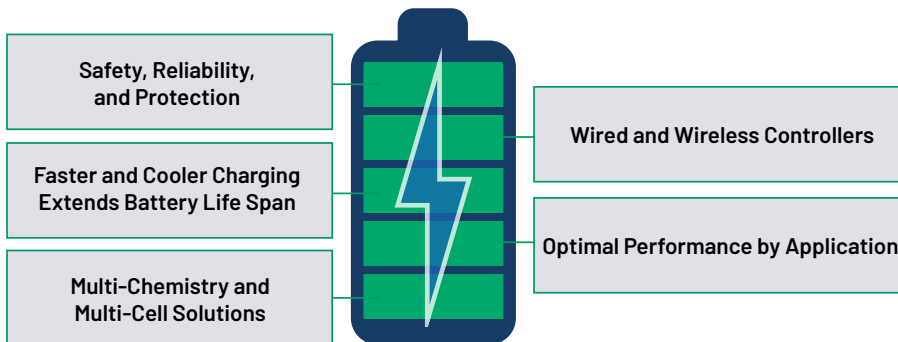 Safety, Reliability,
and Protection
Faster and Cooler Charging
Extends Battery Life Span
Multi-Chemistry and
Multi-Cell Solutions
Wired and Wireless Controllers
Optimal Performance by Application